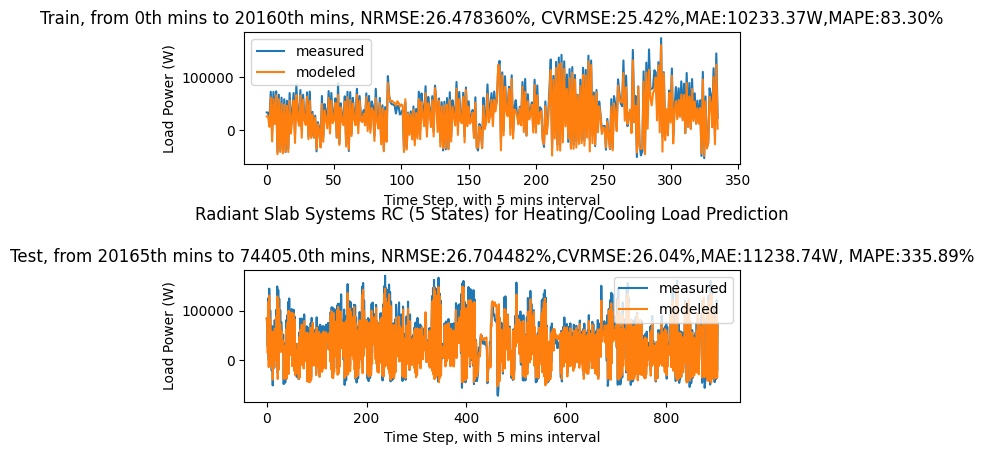 Train, from 0th mins to 20160th mins, NRMSE:26.478360%, CVRMSE:25.42%,MAE:10233.37W,MAPE:83.30%
measured
modeled
Load Power (W)
100000
0
0 50 100 150 200 250 300 350
Time Step, with 5 mins interval
Radiant Slab Systems RC (5 States) for Heating/Cooling Load Prediction
Test, from 20165th mins to 74405.0th mins, NRMSE:26.704482%,CVRMSE:26.04%,MAE:11238.74W, MAPE:335.89%
measured
modeled
Load Power (W)
100000
0
0 200 400 600 800
Time Step, with 5 mins interval